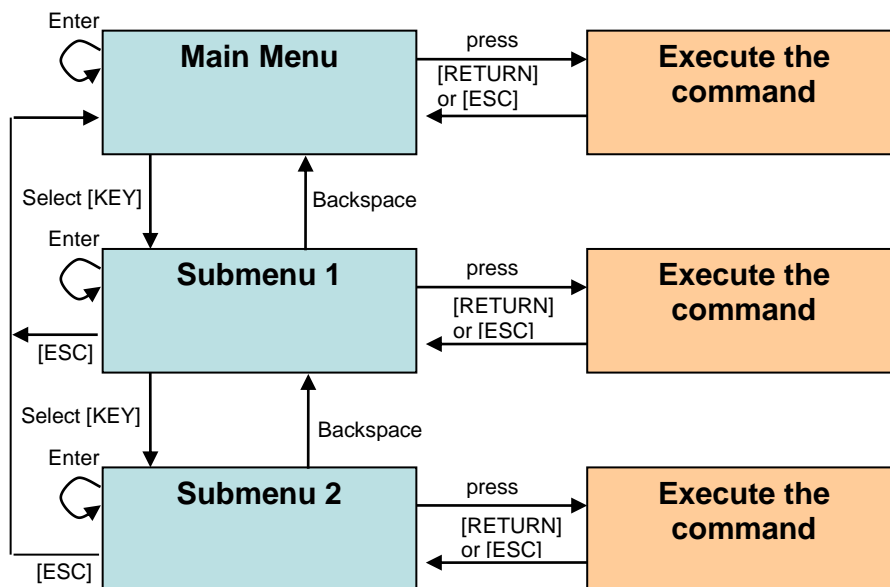 Enter
Main Menu
press
[RETURN]
or [ESC]
Execute the
command
Select [KEY]
Backspace
Enter
Submenu 1
press
[RETURN]
or [ESC]
Execute the
command
[ESC]
Select [KEY]
Backspace
Enter
Submenu 2
press
[RETURN]
or [ESC]
Execute the
command
[ESC]